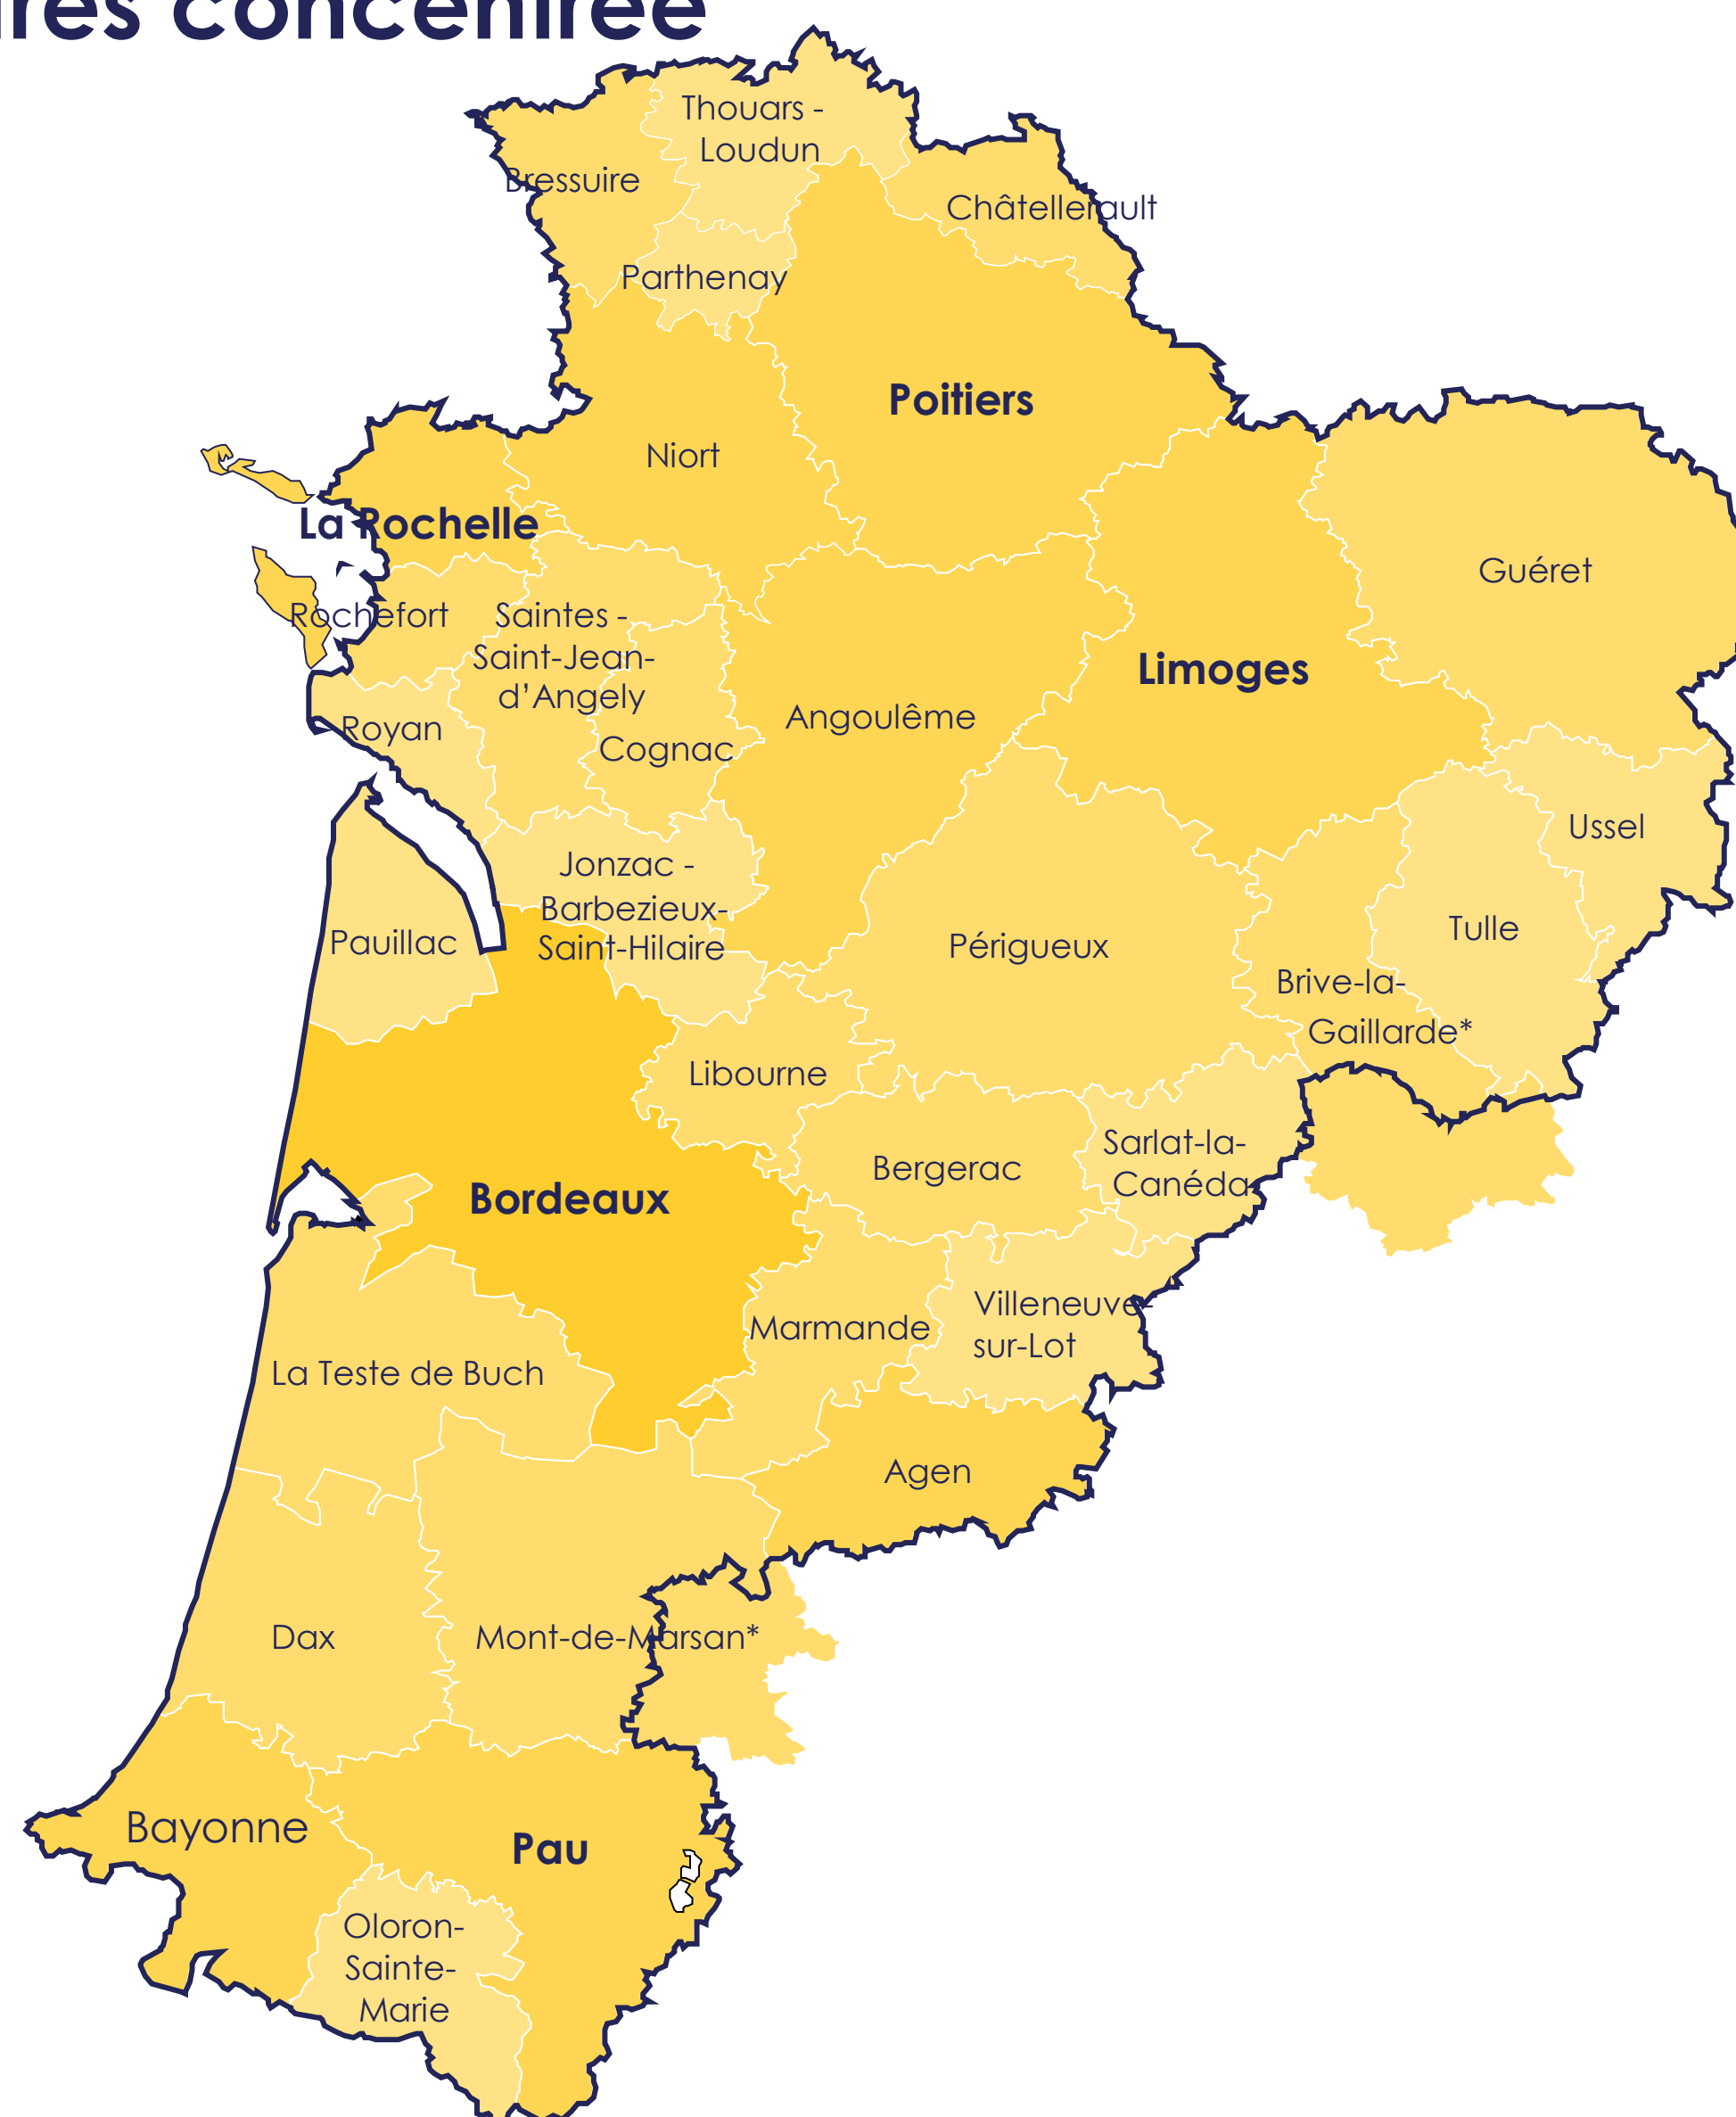 ires concentrée
Thouars -
Loudun
Bressuire
Châtellerault
Parthenay
Poitiers
Niort
La Rochelle
Guéret
Rochefort
Saintes -
Saint-Jean-
d’Angely
Limoges
Angoulême
Royan
Cognac
Ussel
Jonzac -
Barbezieux-
Saint-Hilaire
Pauillac
Périgueux
Tulle
Brive-la-
Gaillarde*
Libourne
Bergerac
Sarlat-la-
Canéda
Bordeaux
Villeneuve-
sur-Lot
Marmande
La Teste de Buch
Agen
Dax
Mont-de-Marsan*
Bayonne
Pau
Oloron-
Sainte-
Marie